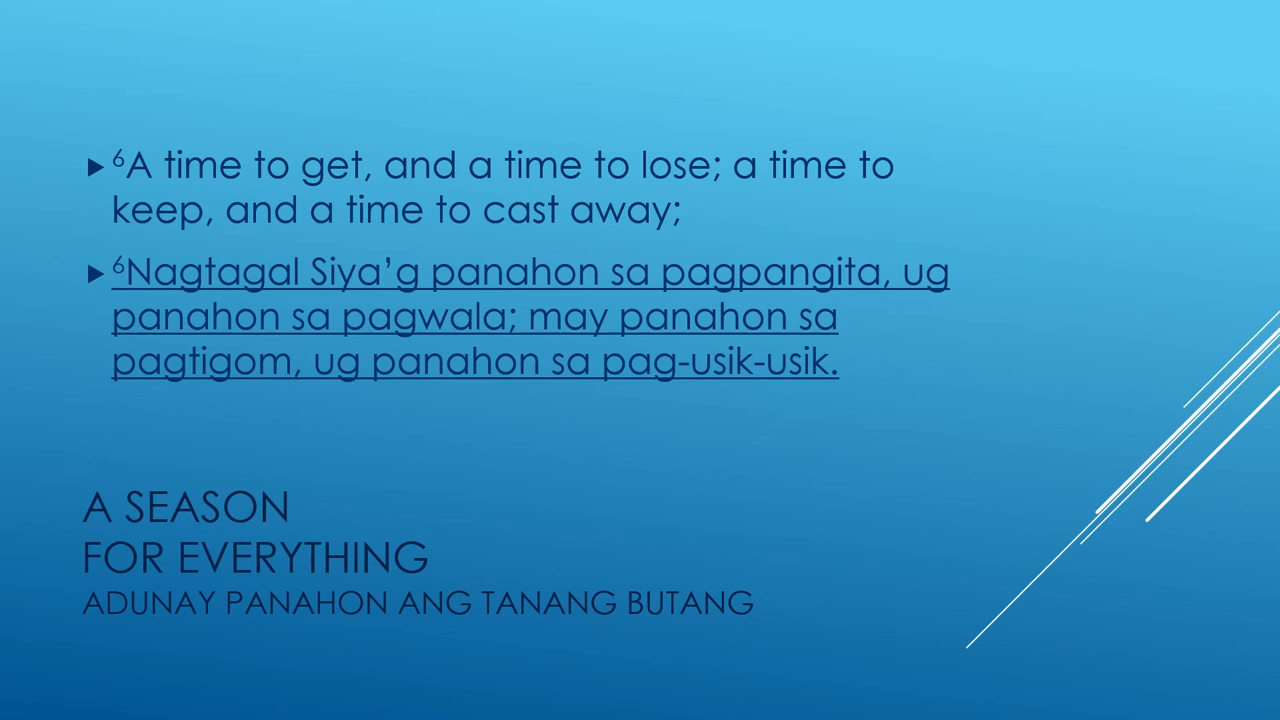 ⁶A time to get, and a time to lose; a time to
keep, and a time to cast away;
⁶Nagtagal Siya’g panahon sa pagpangita, ug
panahon sa pagwala; may panahon sa
pagtigom, ug panahon sa pag-usik-usik.
A SEASON
FOR EVERYTHING
ADUNAY PANAHON ANG TANANG BUTANG